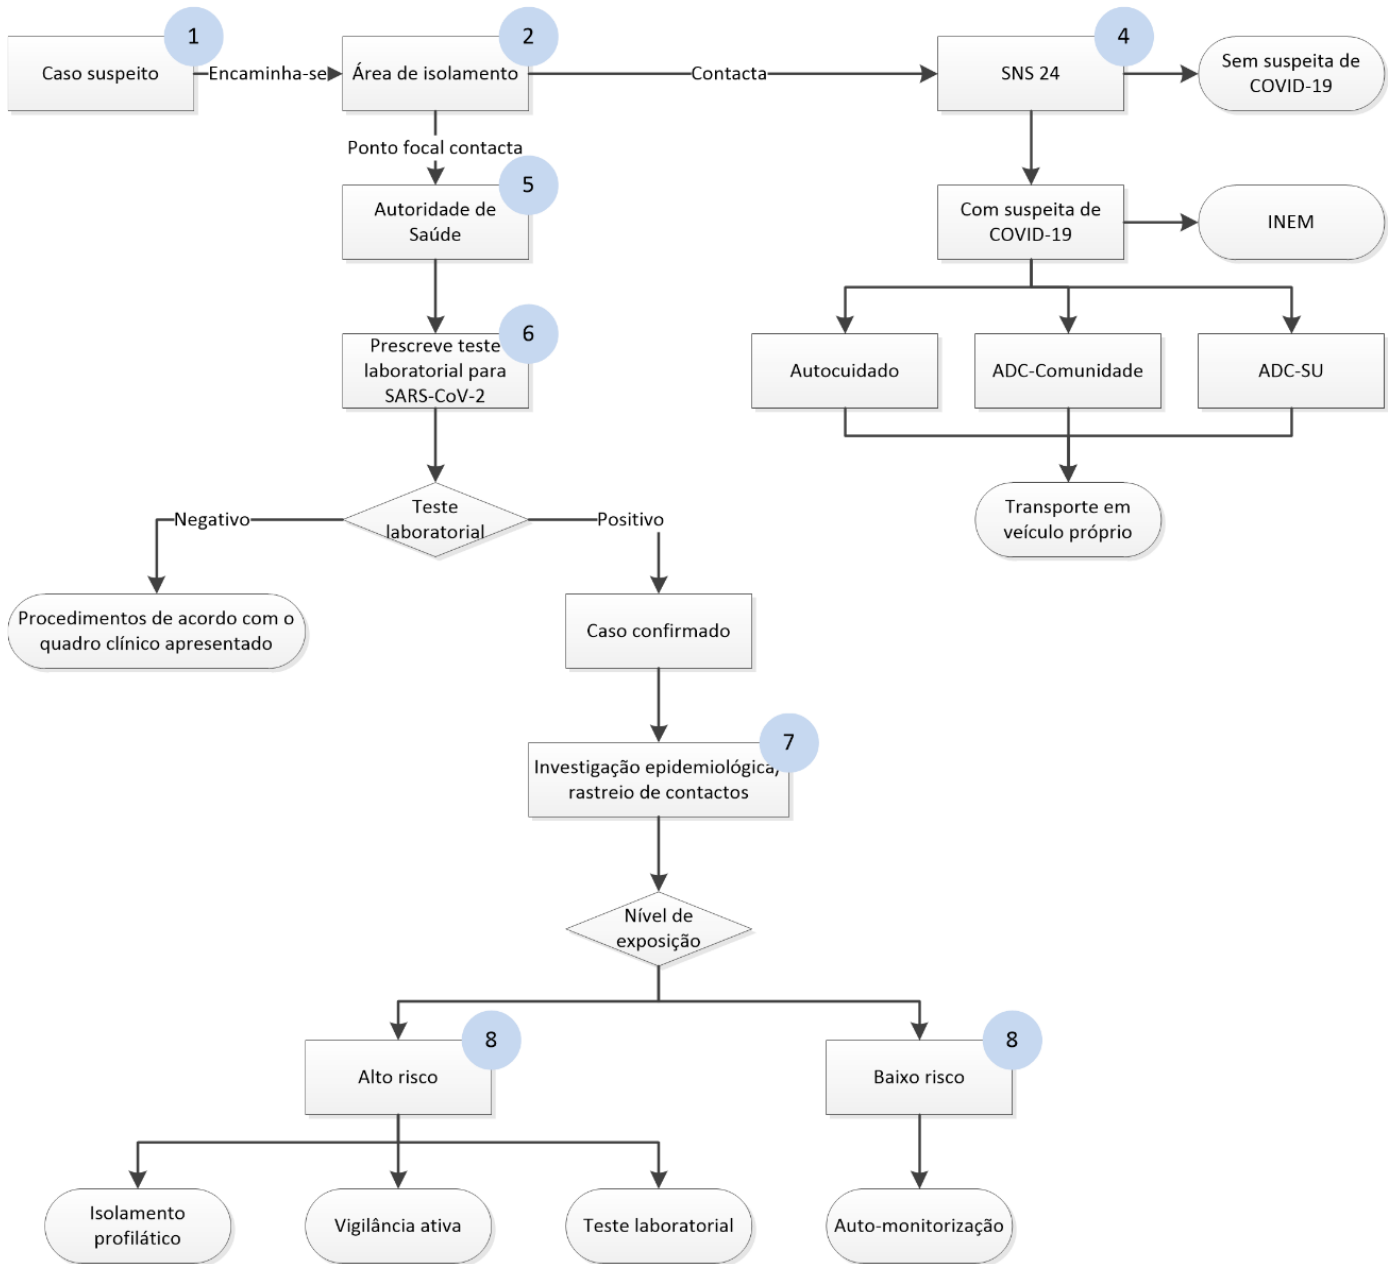 1
2
4
Caso suspeito
Encaminha-se
Área de isolamento
Contacta
SNS 24
Sem suspeita de
COVID-19
Ponto focal contacta
5
Autoridade de
Saúde
Com suspeita de
COVID-19
INEM
6
Prescreve teste
laboratorial para
SARS-CoV-2
Autocuidado
ADC-Comunidade
ADC-SU
Negativo
Teste
laboratorial
Positivo
Transporte em
veículo próprio
Procedimentos de acordo com o
quadro clínico apresentado
Caso confirmado
7
Investigação epidemiológica/
rastreio de contactos
Nível de
exposição
8
Alto risco
8
Baixo risco
Isolamento
profilático
Vigilância ativa
Teste laboratorial
Auto-monitorização